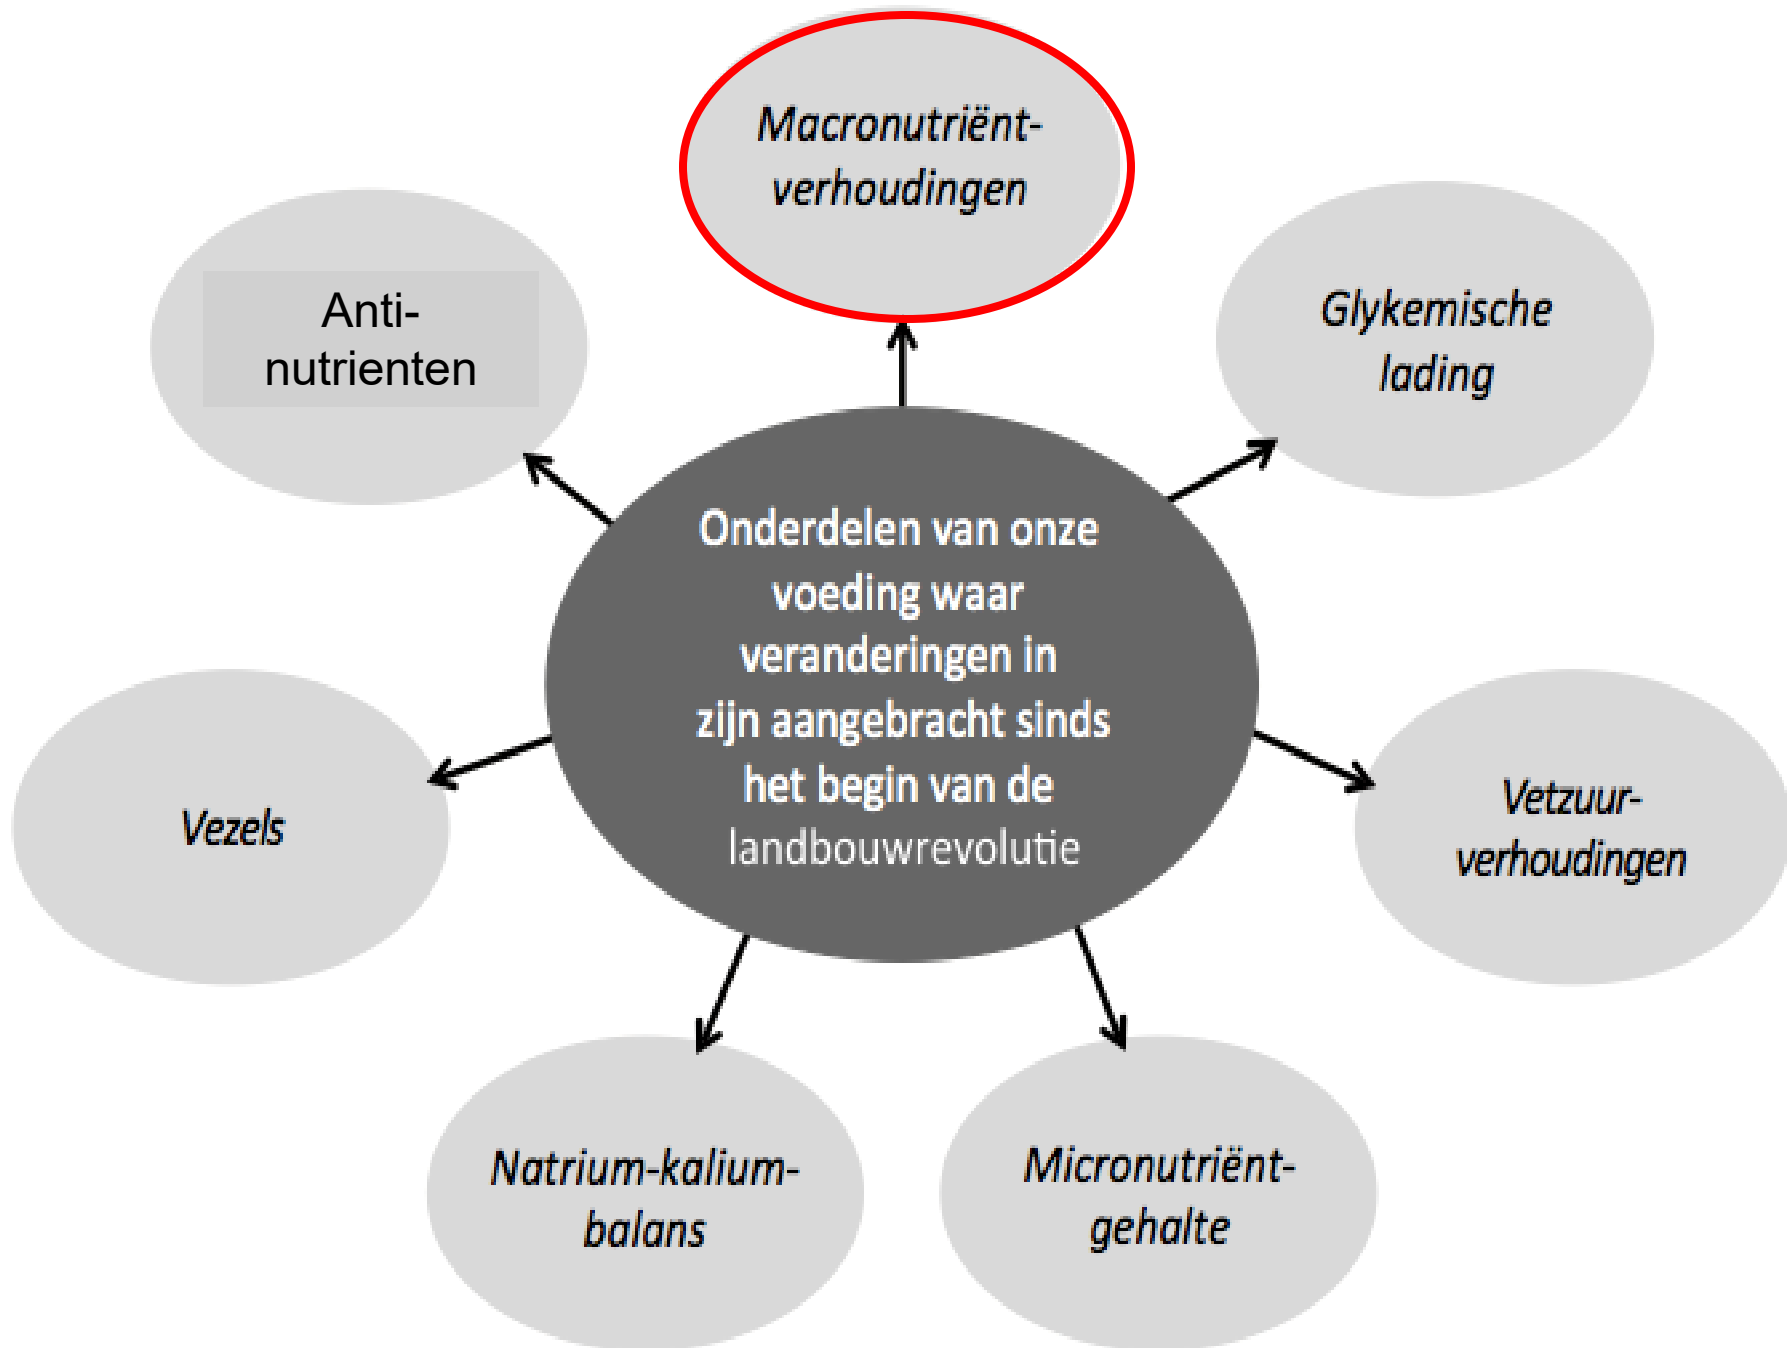 Macronutriënt-
verhoudingen
Anti-
nutrienten
Glykemische
lading
Onderdelen van onze
voeding waar
veranderingen in
zijn aangebracht sinds
het begin van de
landbouwrevolutie
Vezels
Vetzuur-
verhoudingen
Natrium-kalium-
balans
Micronutriënt-
gehalte